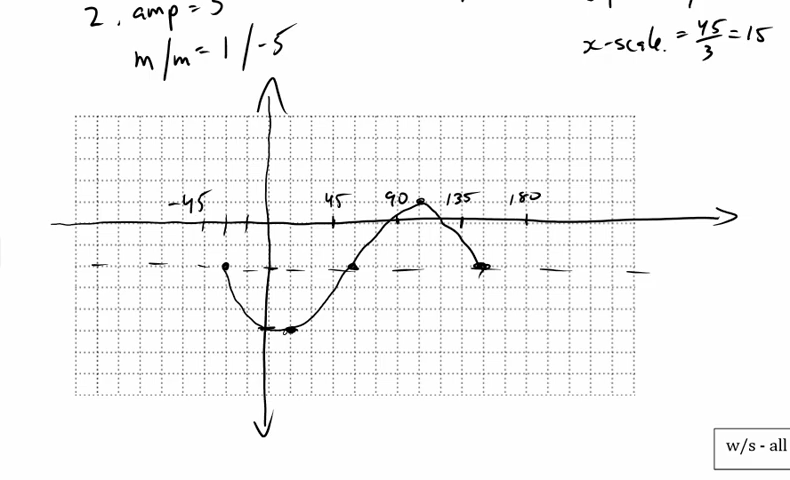 2. amp = 3
m/m = 1 / -5
x-scale. = 45/3 = 15
-45 45 90 135 180
w/s - all